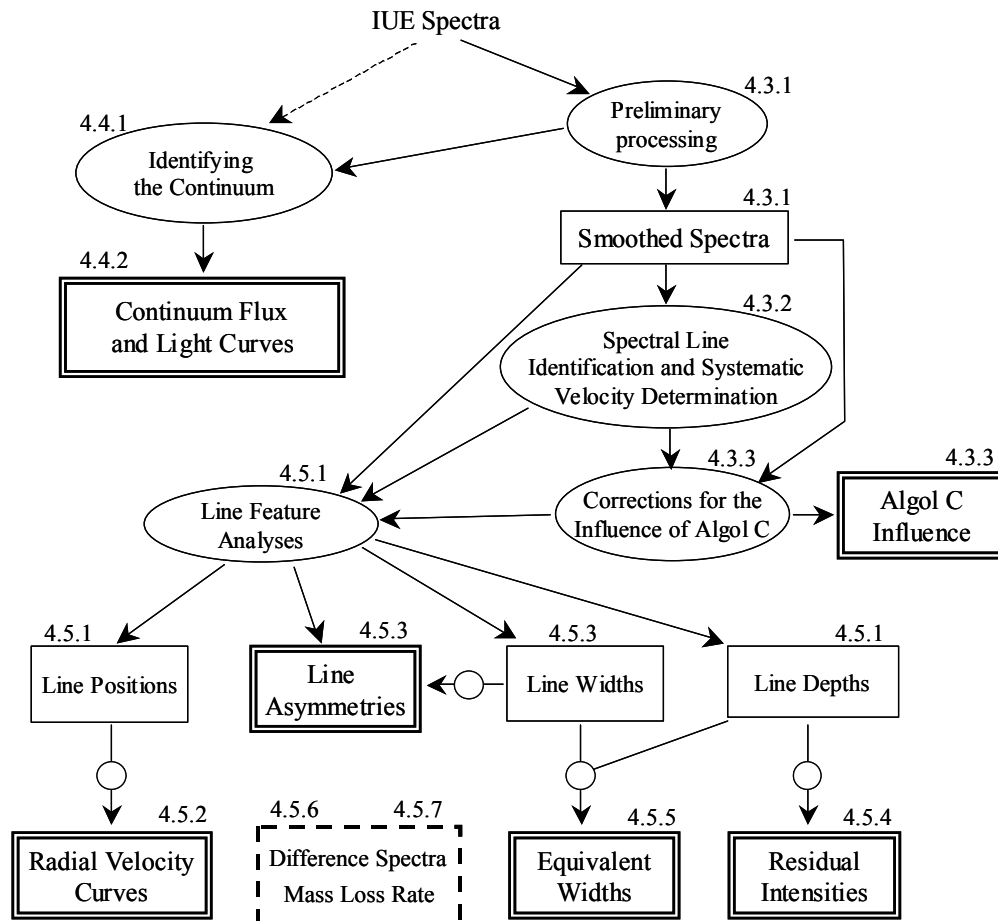 IUE Spectra
4.3.1
Preliminary
processing
4.4.1
Identifying
the Continuum
4.3.1
Smoothed Spectra
4.4.2
Continuum Flux
and Light Curves
4.3.2
Spectral Line
Identification and Systematic
Velocity Determination
4.3.3
Corrections for the
Influence of Algol C
4.3.3
Algol C
Influence
4.5.1
Line Feature
Analyses
4.5.1
Line Positions
4.5.3
Line
Asymmetries
4.5.3
Line Widths
4.5.1
Line Depths
4.5.2
Radial Velocity
Curves
4.5.6 4.5.7
Difference Spectra
Mass Loss Rate
4.5.5
Equivalent
Widths
4.5.4
Residual
Intensities